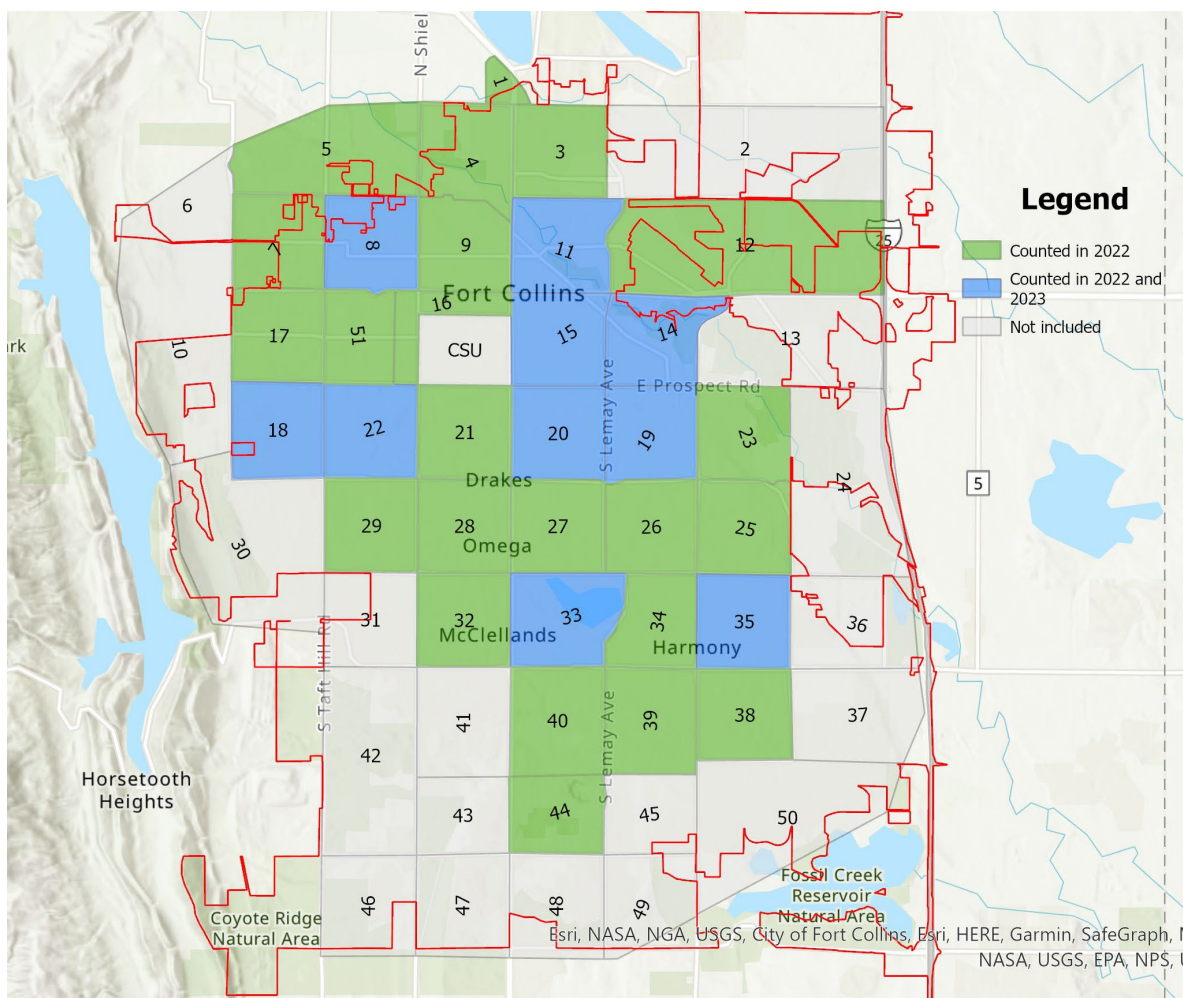 N Shiel
1
5
4
3
2
6
7
8
9
11
12
25
Legend
Counted in 2022
Counted in 2022 and
2023
Not included
16
Fort Collins
ark
10
17
51
CSU
15
14
13
E Prospect Rd
S Lemay Ave
18
22
21
20
19
23
24
5
Drakes
29
28
27
26
25
Omega
30
31
32
33
34
35
36
McClellands
Harmony
S Taft Hill Rd
42
41
40
39
38
37
S Lemay Ave
Horsetooth
Heights
43
44
45
50
Fossil Creek
Reservoir
Natural Area
46
47
48
49
Coyote Ridge
Natural Area
Esri, NASA, NGA, USGS, City of Fort Collins, Esri, HERE, Garmin, SafeGraph,
NASA, USGS, EPA, NPS,